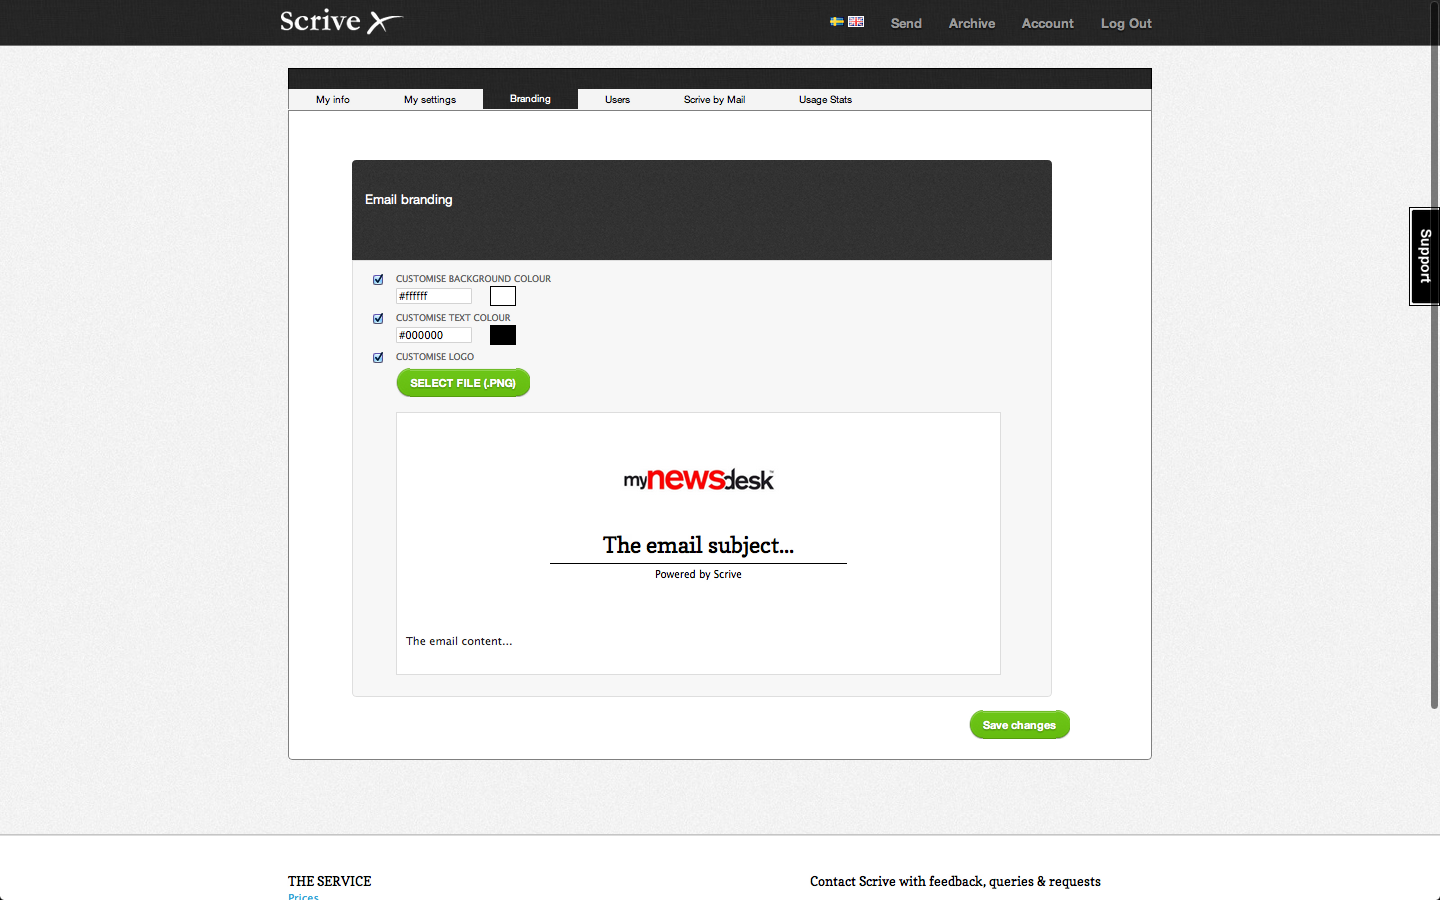 Scrive
Send Archive Account Log Out
My info My settings Branding Users Scrive by Mail Usage Stats
Support
Email branding
CUSTOMISE BACKGROUND COLOUR
#ffffff
CUSTOMISE TEXT COLOUR
#000000
CUSTOMISE LOGO
SELECT FILE (.PNG)
mynewsdesk™
The email subject...
Powered by Scrive
The email content...
Save changes
THE SERVICE
Prices
Contact Scrive with feedback, queries & requests